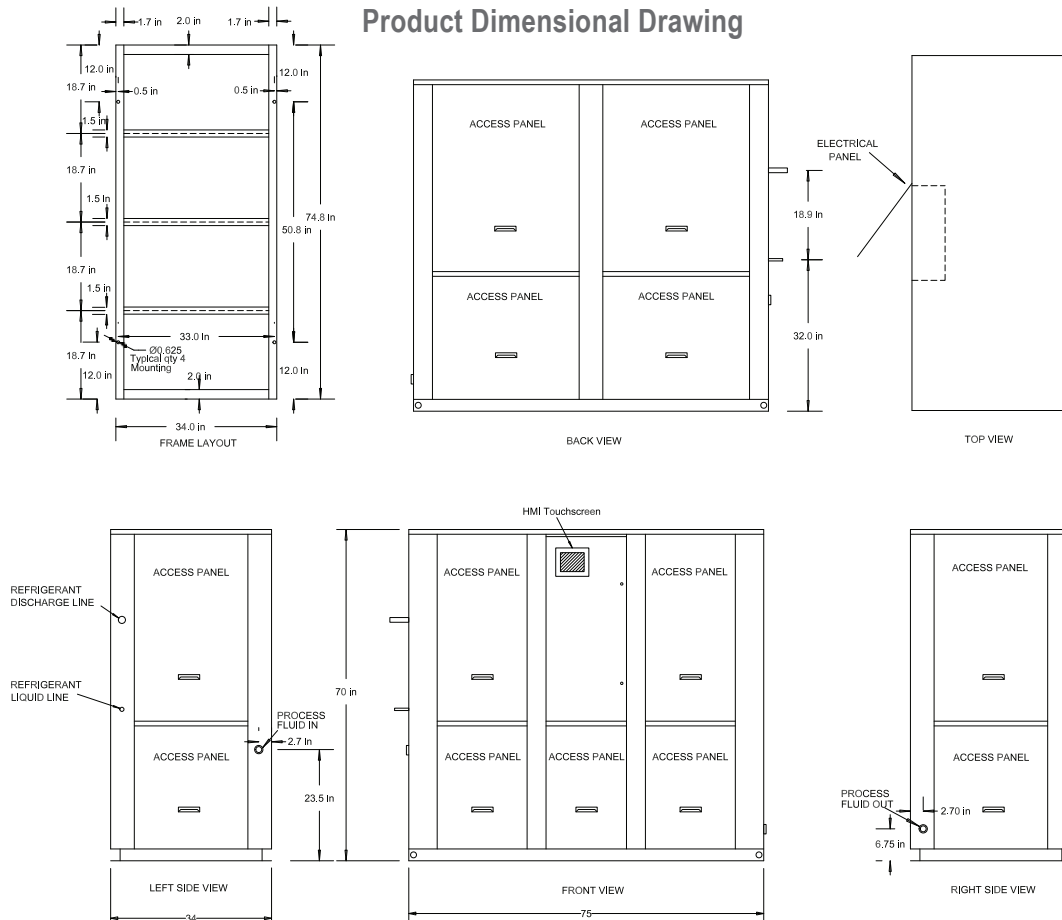 Product Dimensional Drawing
1.7 in
2.0 in
1.7 in
12.0 in
12.0 in
18.7 in
0.5 in
0.5 in
1.5 in
18.7 in
1.5 in
74.8 in
50.8 in
18.7 in
1.5 in
33.0 in
Ø0.625
Typical qty 4
Mounting
18.7 in
12.0 in
2.0 in
12.0 in
34.0 in
FRAME LAYOUT
ACCESS PANEL
ACCESS PANEL
18.9 in
ACCESS PANEL
ACCESS PANEL
32.0 in
BACK VIEW
ELECTRICAL
PANEL
TOP VIEW
REFRIGERANT
DISCHARGE LINE
REFRIGERANT
LIQUID LINE
ACCESS PANEL
PROCESS
FLUID IN
2.7 in
ACCESS PANEL
23.5 in
LEFT SIDE VIEW
34
HMI Touchscreen
ACCESS PANEL
ACCESS PANEL
70 in
ACCESS PANEL
ACCESS PANEL
ACCESS PANEL
FRONT VIEW
75
ACCESS PANEL
ACCESS PANEL
PROCESS
FLUID OUT
2.70 in
6.75 in
RIGHT SIDE VIEW